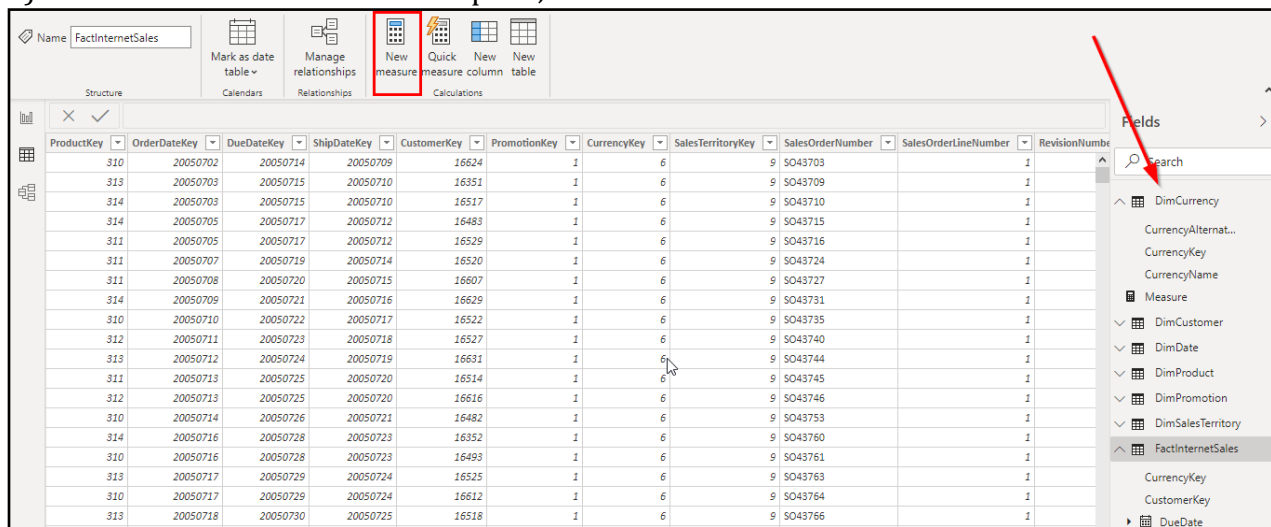 Name FactInternetSales
Mark as date
table
Manage
relationships
New
measure
Quick
measure
New
column
New
table
Structure
Calendars
Relationships
Calculations
Fields
Search
ProductKey OrderDateKey DueDateKey ShipDateKey CustomerKey PromotionKey CurrencyKey SalesTerritoryKey SalesOrderNumber SalesOrderLineNumber RevisionNumbe
310 20050702 20050714 20050709 16624 1 6 9 SO43703 1
313 20050703 20050715 20050710 16351 1 6 9 SO43709 1
314 20050703 20050715 20050710 16517 1 6 9 SO43710 1
314 20050705 20050717 20050712 16483 1 6 9 SO43715 1
311 20050705 20050717 20050712 16529 1 6 9 SO43716 1
311 20050707 20050719 20050714 16520 1 6 9 SO43724 1
311 20050708 20050720 20050715 16607 1 6 9 SO43727 1
314 20050709 20050721 20050716 16629 1 6 9 SO43731 1
310 20050710 20050722 20050717 16522 1 6 9 SO43735 1
312 20050711 20050723 20050718 16527 1 6 9 SO43740 1
313 20050712 20050724 20050719 16631 1 6 9 SO43744 1
311 20050713 20050725 20050720 16514 1 6 9 SO43745 1
312 20050713 20050725 20050720 16616 1 6 9 SO43746 1
310 20050714 20050726 20050721 16482 1 6 9 SO43753 1
314 20050716 20050728 20050723 16352 1 6 9 SO43760 1
310 20050716 20050728 20050723 16493 1 6 9 SO43761 1
313 20050717 20050729 20050724 16525 1 6 9 SO43763 1
310 20050717 20050729 20050724 16612 1 6 9 SO43764 1
313 20050718 20050730 20050725 16518 1 6 9 SO43766 1
DimCurrency
CurrencyAlternat...
CurrencyKey
CurrencyName
Measure
DimCustomer
DimDate
DimProduct
DimPromotion
DimSalesTerritory
FactInternetSales
CurrencyKey
CustomerKey
DueDate